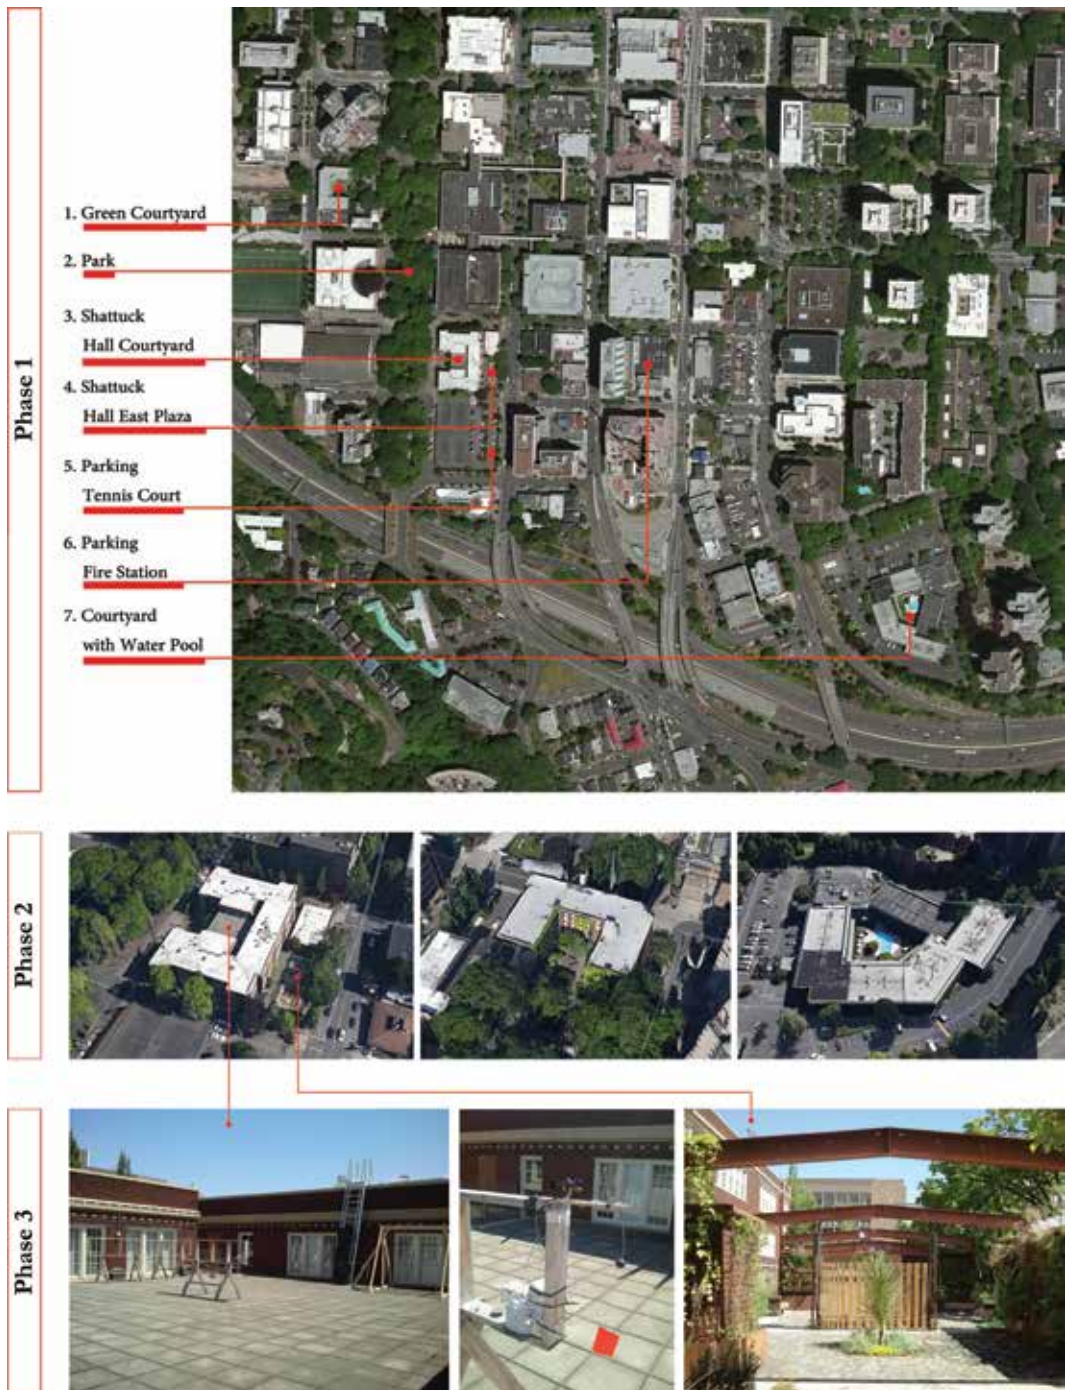 Phase 1
1. Green Courtyard
2. Park
3. Shattuck
Hall Courtyard
4. Shattuck
Hall East Plaza
5. Parking
Tennis Court
6. Parking
Fire Station
7. Courtyard
with Water Pool
Phase 2
Phase 3